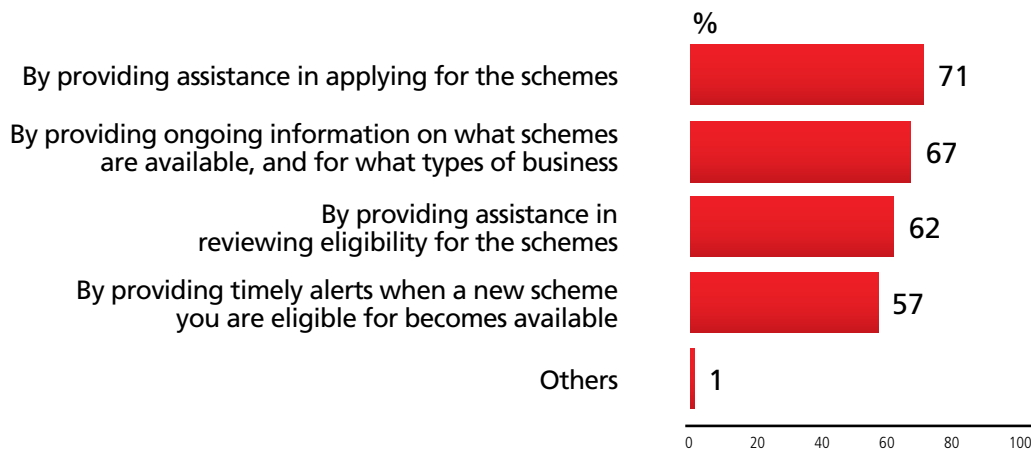 %
By providing assistance in applying for the schemes
71
By providing ongoing information on what schemes
are available, and for what types of business
67
By providing assistance in
reviewing eligibility for the schemes
62
By providing timely alerts when a new scheme
you are eligible for becomes available
57
Others
1
0 20 40 60 80 100